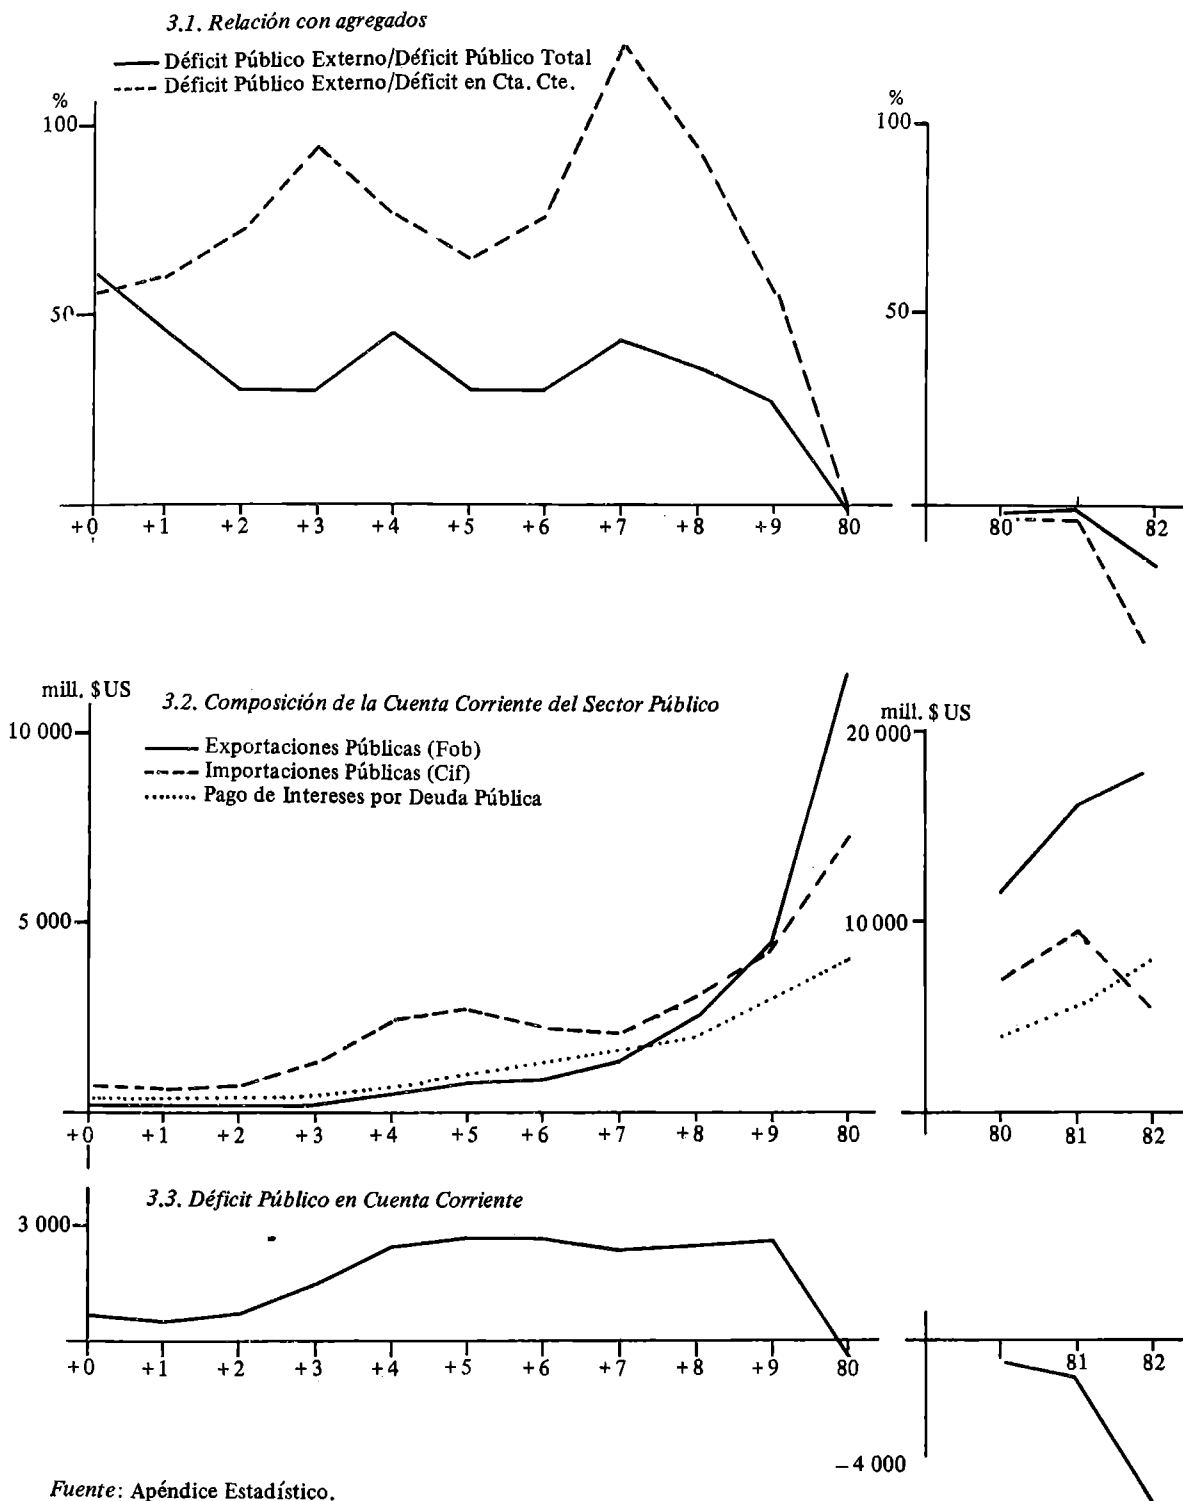 3.1. Relación con agregados
Déficit Público Externo/Déficit Público Total
Déficit Público Externo/Déficit en Cta. Cte.
%
100
50
+0 +1 +2 +3 +4 +5 +6 +7 +8 +9 80
%
100
50
80 82
mill. $US
3.2. Composición de la Cuenta Corriente del Sector Público
10 000
Exportaciones Públicas (Fob)
Importaciones Públicas (Cif)
Pago de Intereses por Deuda Pública
5 000
+0 +1 +2 +3 +4 +5 +6 +7 +8 +9 80
mill. $ US
20 000
10 000
80 81 82
3.3. Déficit Público en Cuenta Corriente
3 000
+0 +1 +2 +3 +4 +5 +6 +7 +8 +9 80
81 82
−4 000
Fuente: Apéndice Estadístico.